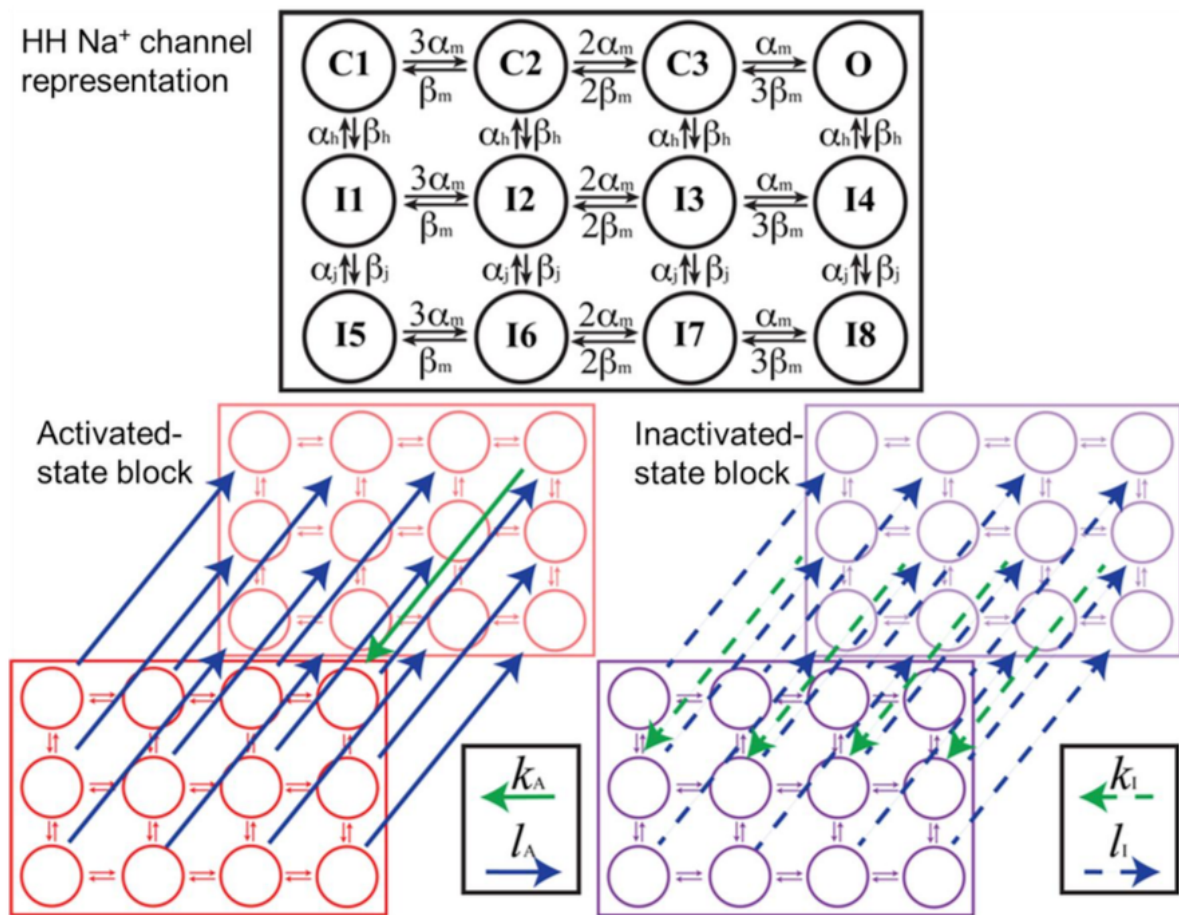 HH Na⁺ channel
representation
C1 3αm βm C2 2αm 2βm C3 αm 3βm O
αh βh αh βh αh βh αh βh
I1 3αm βm I2 2αm 2βm I3 αm 3βm I4
αj βj αj βj αj βj αj βj
I5 3αm βm I6 2αm 2βm I7 αm 3βm I8
Activated-
state block
Inactivated-
state block
kA
lA
kI
lI